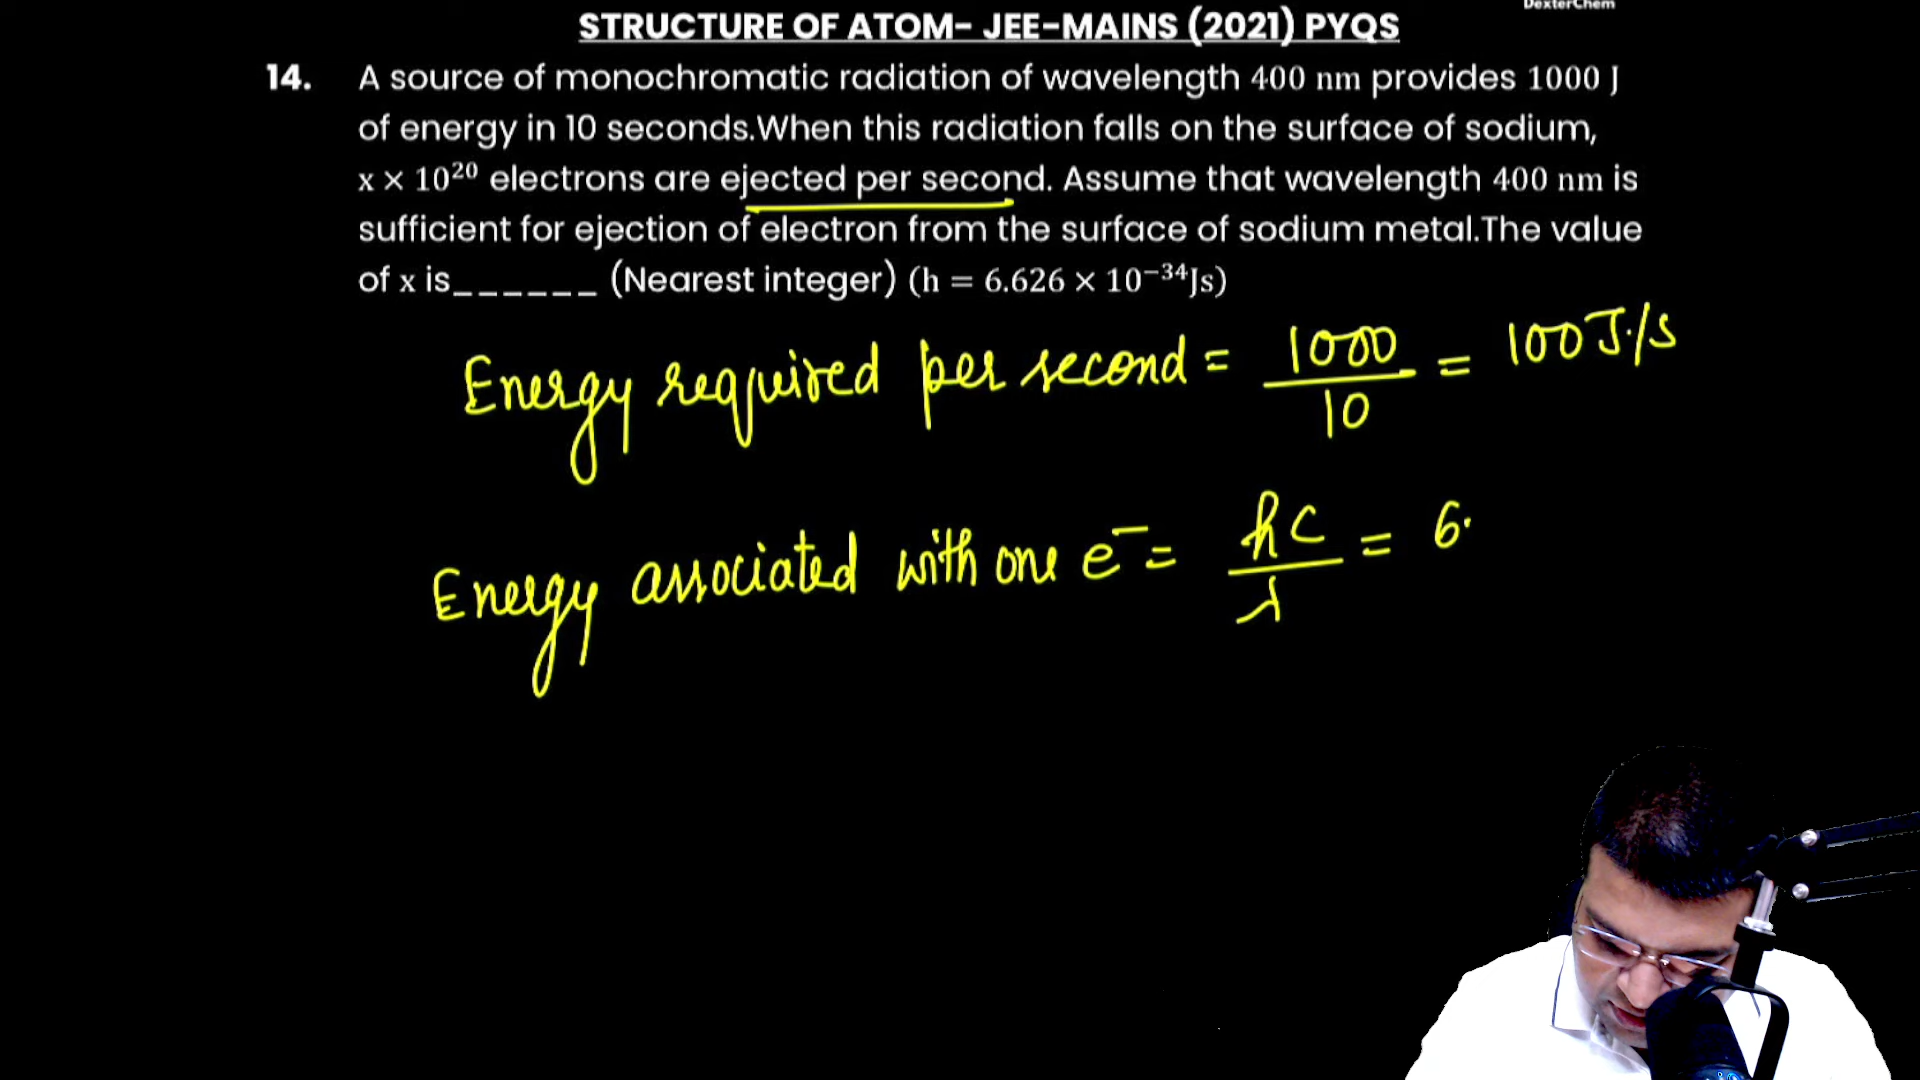 DexterChem
STRUCTURE OF ATOM- JEE-MAINS (2021) PYQS
14. A source of monochromatic radiation of wavelength 400 nm provides 1000 J
of energy in 10 seconds.When this radiation falls on the surface of sodium,
x × 10²⁰ electrons are ejected per second. Assume that wavelength 400 nm is
sufficient for ejection of electron from the surface of sodium metal.The value
of x is______ (Nearest integer) (h = 6.626 × 10⁻³⁴Js)
Energy required per second = 1000/10 = 100 J./s
Energy associated with one e⁻ = hc/λ = 6.